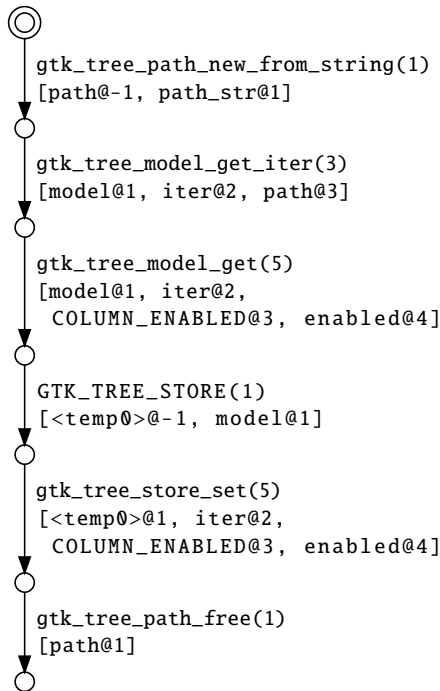 gtk_tree_path_new_from_string(1)
[path@-1, path_str@1]
gtk_tree_model_get_iter(3)
[model@1, iter@2, path@3]
gtk_tree_model_get(5)
[model@1, iter@2,
COLUMN_ENABLED@3, enabled@4]
GTK_TREE_STORE(1)
[<temp0>@-1, model@1]
gtk_tree_store_set(5)
[<temp0>@1, iter@2,
COLUMN_ENABLED@3, enabled@4]
gtk_tree_path_free(1)
[path@1]